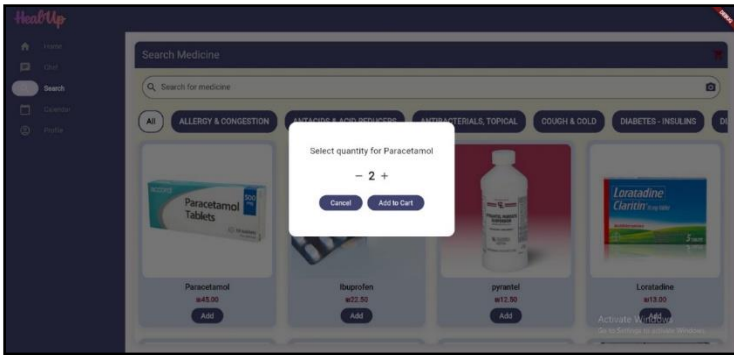 HealUp
DEBUG
Home
Chat
Search
Calendar
Profile
Search Medicine
Search for medicine
All
ALLERGY & CONGESTION
ANTACIDS & ACID REDUCERS
ANTIBACTERIALS, TOPICAL
COUGH & COLD
DIABETES - INSULINS
Select quantity for Paracetamol
− 2 +
Cancel
Add to Cart
Paracetamol
Tablets
500
mg
Loratadine
Claritin
Paracetamol
₪45.00
Add
Ibuprofen
₪22.50
Add
pyrantel
₪12.50
Add
Loratadine
₪13.00
Add
Activate Windows
Go to Settings to activate Windows.